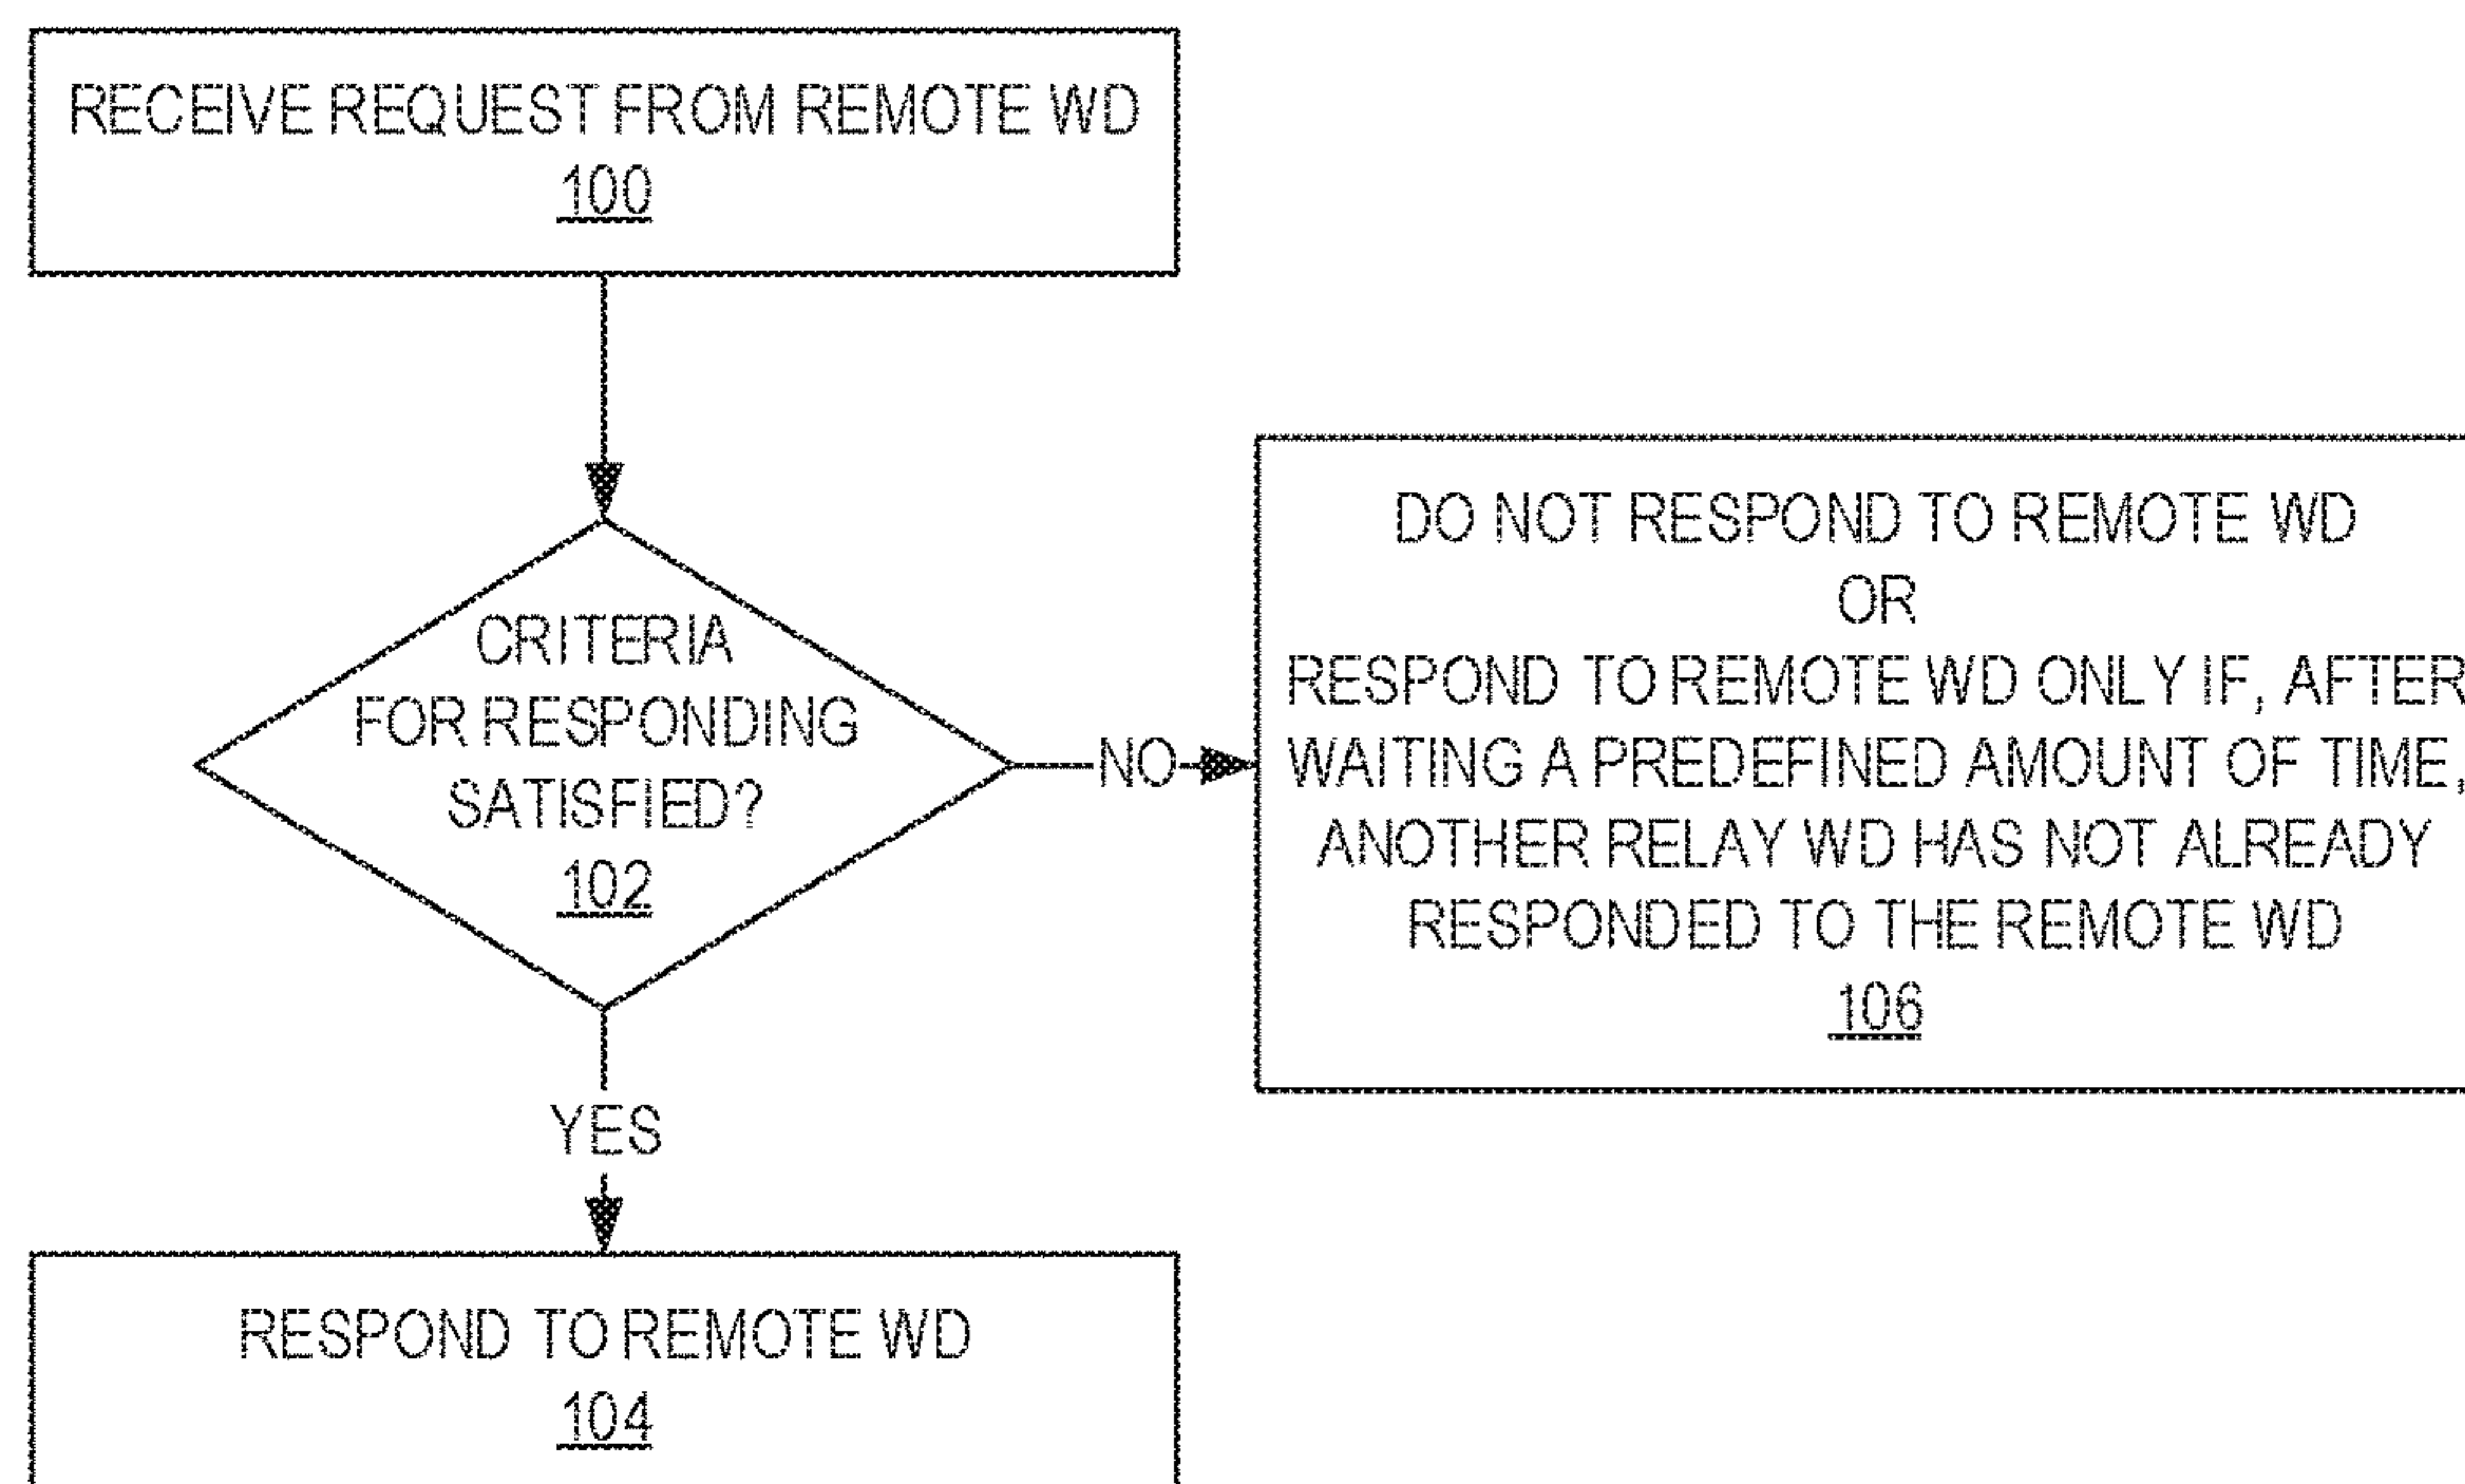 RECEIVE REQUEST FROM REMOTE WD
100
CRITERIA
FOR RESPONDING
SATISFIED?
102
NO
DO NOT RESPOND TO REMOTE WD
OR
RESPOND TO REMOTE WD ONLY IF, AFTER
WAITING A PREDEFINED AMOUNT OF TIME,
ANOTHER RELAY WD HAS NOT ALREADY
RESPONDED TO THE REMOTE WD
106
YES
RESPOND TO REMOTE WD
104